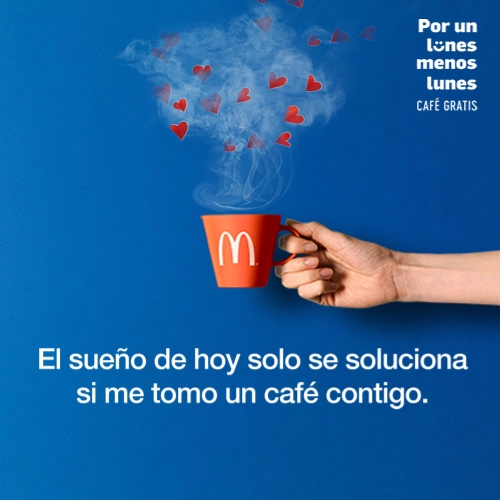 Por un
lunes
menos
lunes
CAFÉ GRATIS
M
El sueño de hoy solo se soluciona
si me tomo un café contigo.